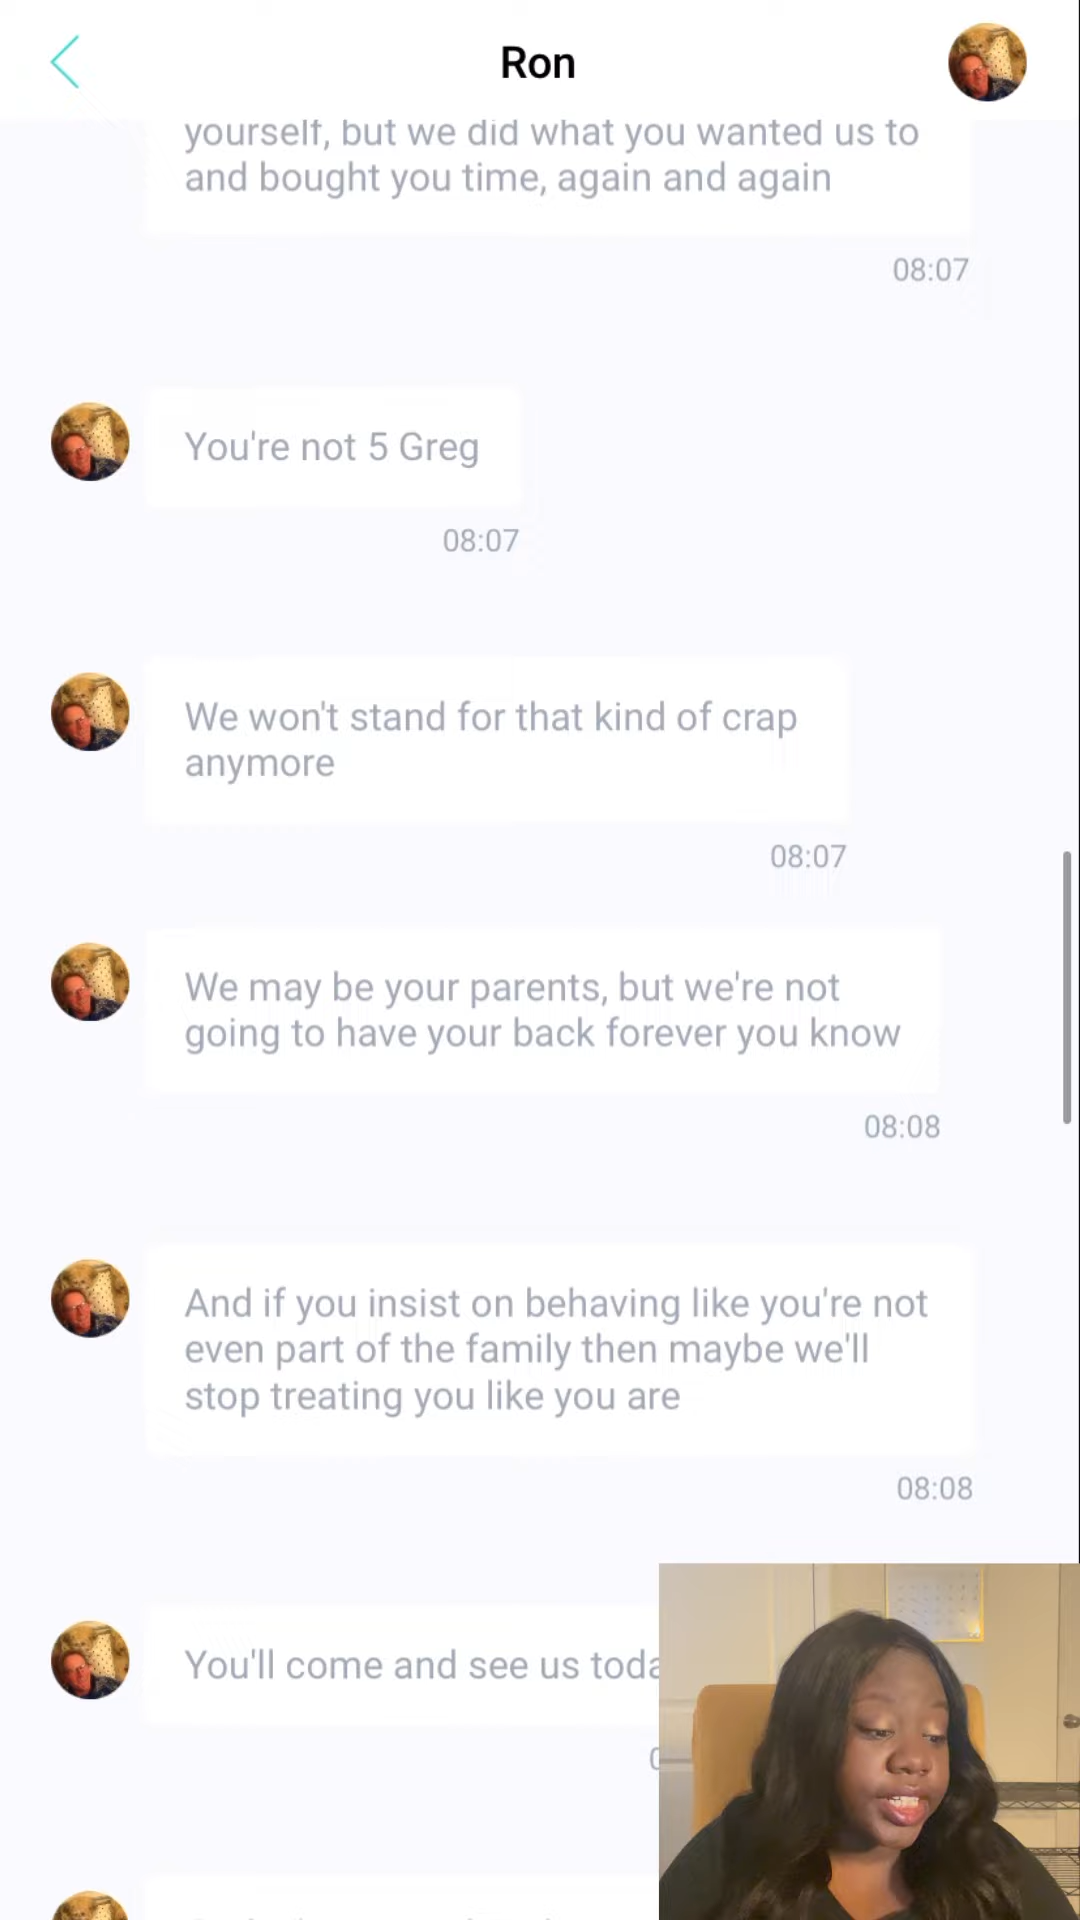 Ron
yourself, but we did what you wanted us to
and bought you time, again and again
08:07
You're not 5 Greg
08:07
We won't stand for that kind of crap
anymore
08:07
We may be your parents, but we're not
going to have your back forever you know
08:08
And if you insist on behaving like you're not
even part of the family then maybe we'll
stop treating you like you are
08:08
You'll come and see us